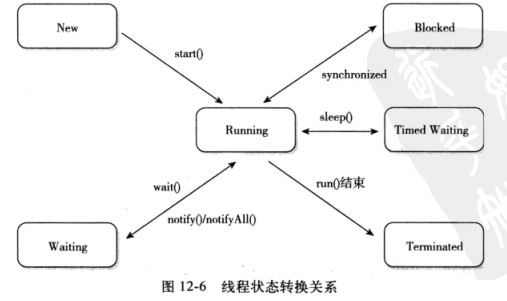 New
Blocked
start()
synchronized
Running
sleep()
Timed Waiting
wait()
run()结束
notify()/notifyAll()
Waiting
Terminated
图 12-6 线程状态转换关系